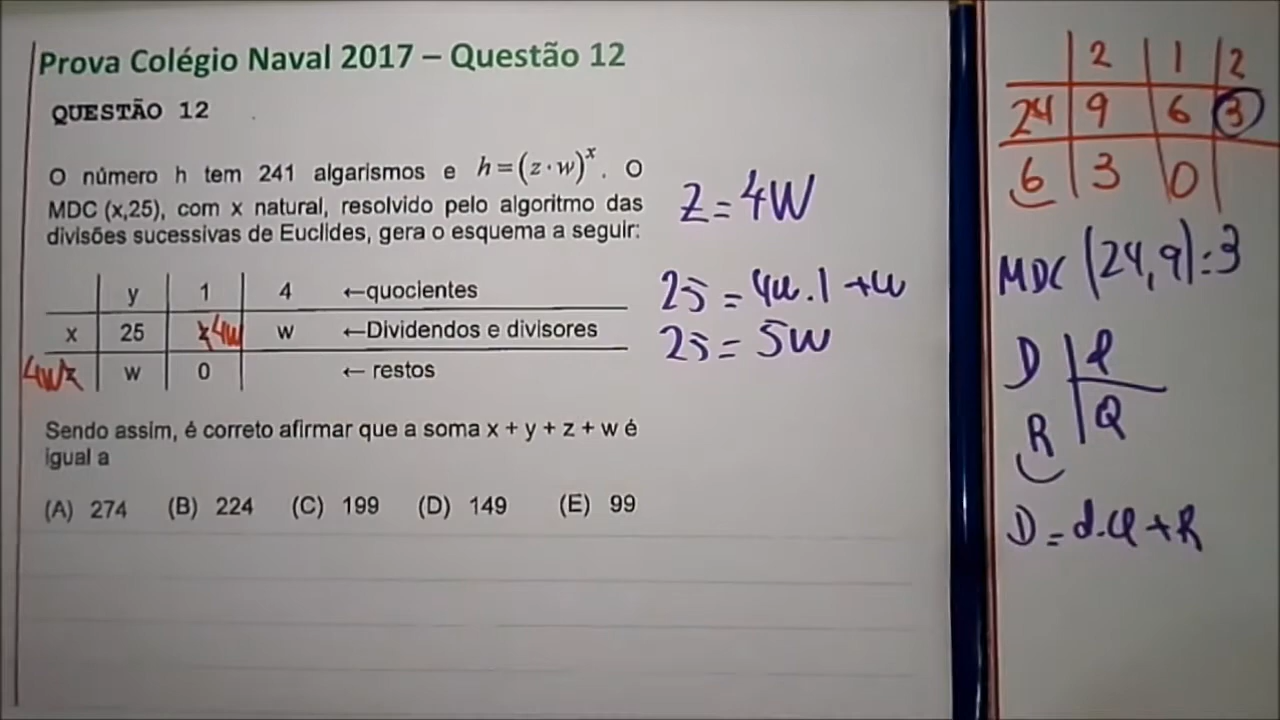 Prova Colégio Naval 2017 – Questão 12
QUESTÃO 12
O número h tem 241 algarismos e h = (z · w)^x. O
MDC (x,25), com x natural, resolvido pelo algoritmo das
divisões sucessivas de Euclides, gera o esquema a seguir:
y 1 4 ←quocientes
x 25 z 4w w ←Dividendos e divisores
4w z w 0 ← restos
Sendo assim, é correto afirmar que a soma x + y + z + w é
igual a
(A) 274 (B) 224 (C) 199 (D) 149 (E) 99
Z = 4W
25 = 4w.1 + w
25 = 5W
2 1 2
24 9 6 3
6 3 0
MDC (24,9) = 3
D
R Q
D = d.Q + R